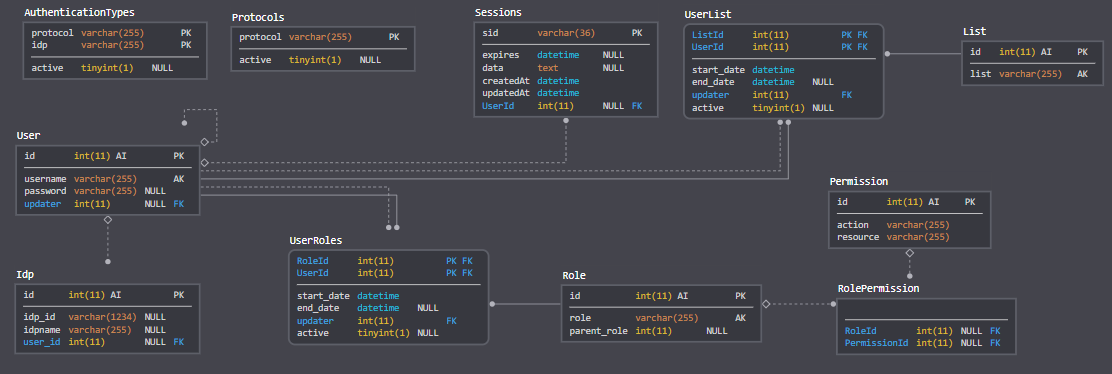 AuthenticationTypes
protocol varchar(255) PK
idp varchar(255) PK
active tinyint(1) NULL
Protocols
protocol varchar(255) PK
active tinyint(1) NULL
Sessions
sid varchar(36) PK
expires datetime NULL
data text NULL
createdAt datetime
updatedAt datetime
UserId int(11) NULL FK
UserList
ListId int(11) PK FK
UserId int(11) PK FK
start_date datetime
end_date datetime NULL
updater int(11) FK
active tinyint(1) NULL
List
id int(11) AI PK
list varchar(255) AK
User
id int(11) AI PK
username varchar(255) AK
password varchar(255) NULL
updater int(11) NULL FK
Permission
id int(11) AI PK
action varchar(255)
resource varchar(255)
UserRoles
RoleId int(11) PK FK
UserId int(11) PK FK
start_date datetime
end_date datetime NULL
updater int(11) FK
active tinyint(1) NULL
Idp
id int(11) AI PK
idp_id varchar(1234) NULL
idpname varchar(255) NULL
user_id int(11) NULL FK
Role
id int(11) AI PK
role varchar(255) AK
parent_role int(11) NULL
RolePermission
RoleId int(11) NULL FK
PermissionId int(11) NULL FK